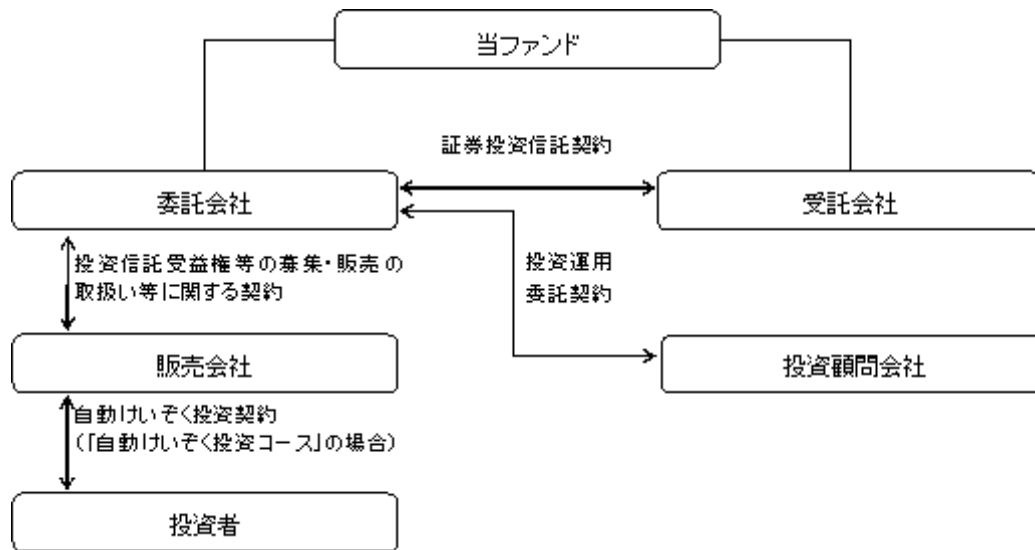 当ファンド
証券投資信託契約
委託会社
受託会社
投資信託受益権等の募集・販売の
取扱い等に関する契約
投資運用
委託契約
販売会社
投資顧問会社
自動けいぞく投資契約
(「自動けいぞく投資コース」の場合)
投資者